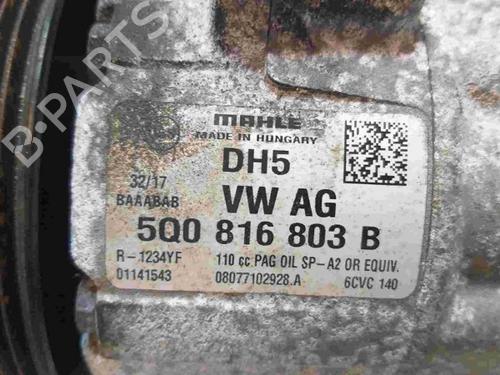 MAHLE
MADE IN HUNGARY
DH5
32/17
BAAABAB
VW AG
5Q0 816 803 B
R-1234YF 110 cc PAG OIL SP-A2 OR EQUIV.
01141543 08077102928.A 6CVC 140
B-PARTS